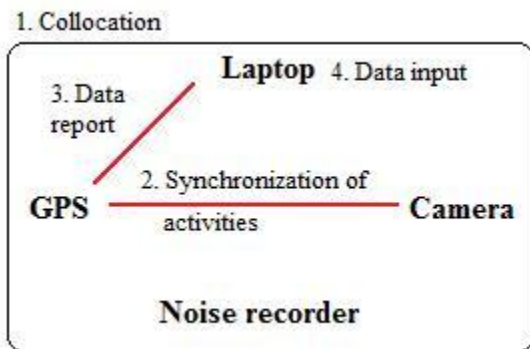 1. Collocation
Laptop 4. Data input
3. Data
report
2. Synchronization of
GPS Camera
activities
Noise recorder